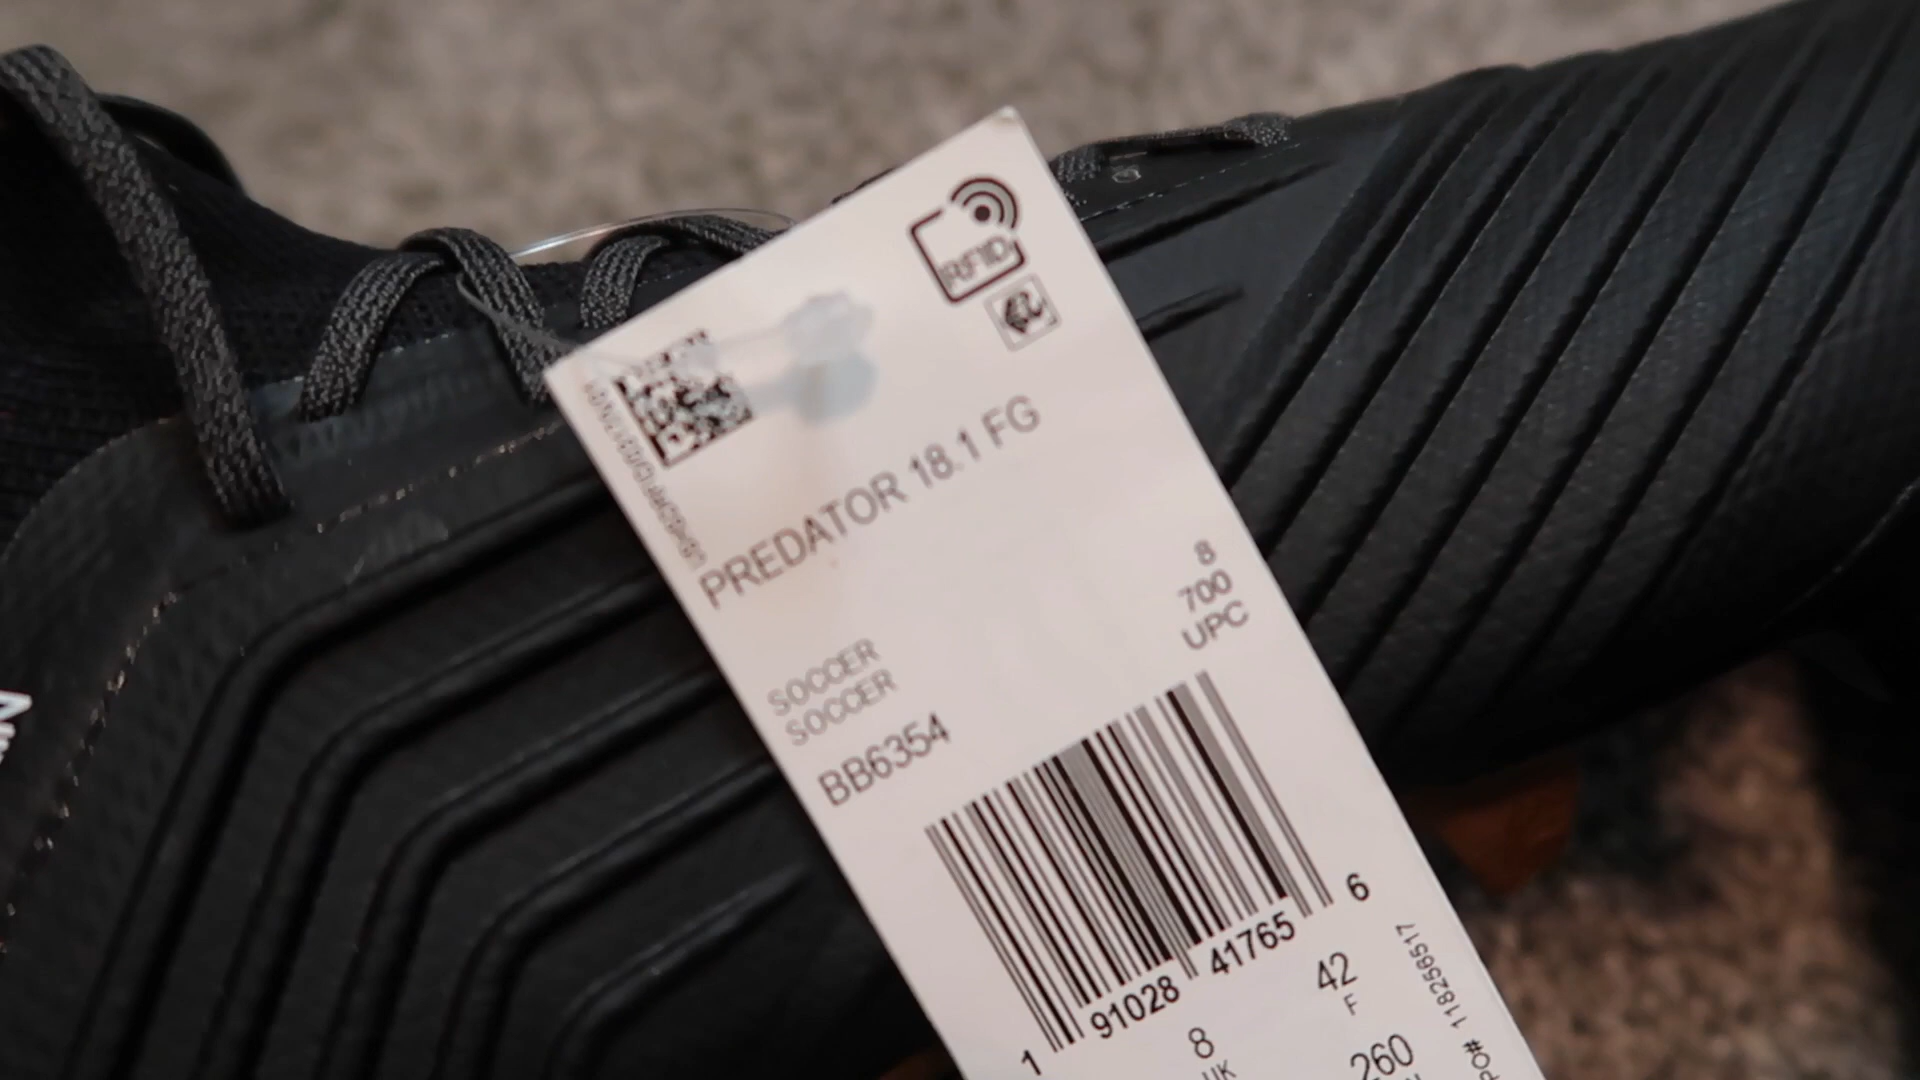 RFID
PREDATOR 18.1 FG
SOCCER
SOCCER
BB6354
8
700
UPC
1 91028 41765 6
8
UK
42
F
260
PO# 118256517